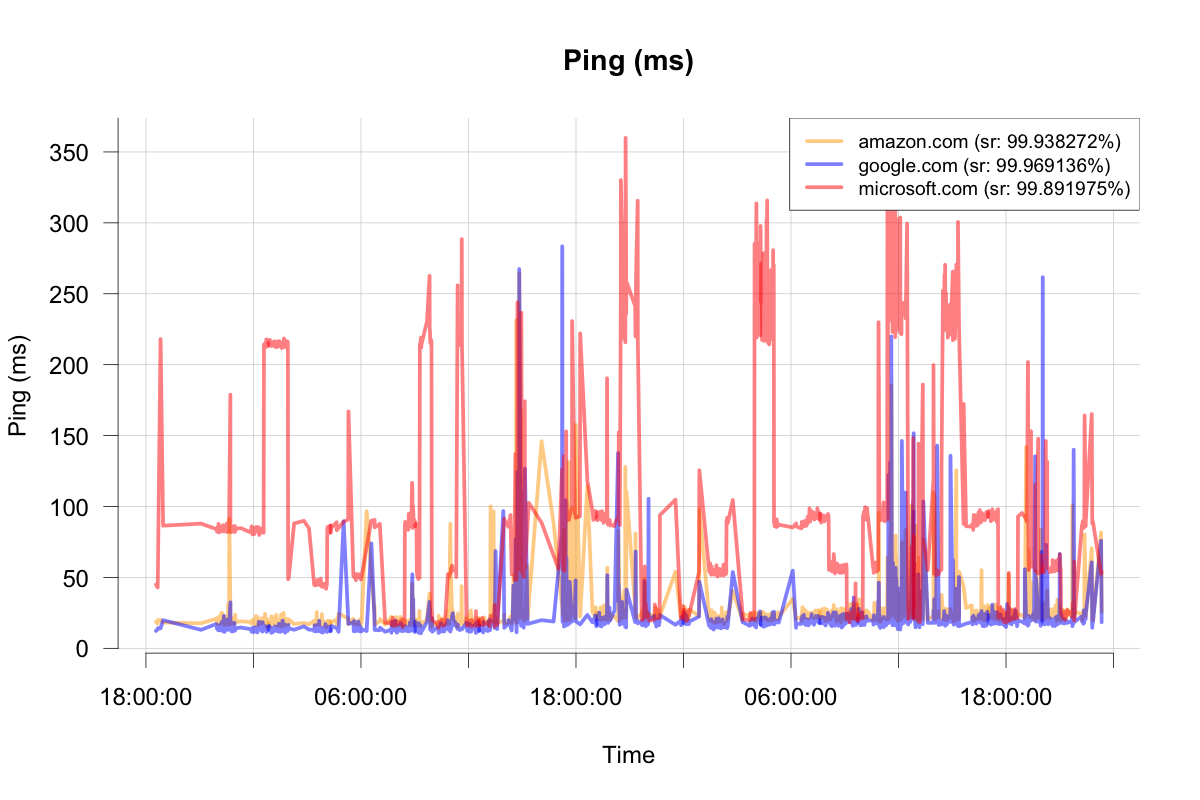 Ping (ms)
amazon.com (sr: 99.938272%)
google.com (sr: 99.969136%)
microsoft.com (sr: 99.891975%)
350
300
250
200
150
100
50
0
Ping (ms)
18:00:00 06:00:00 18:00:00 06:00:00 18:00:00
Time